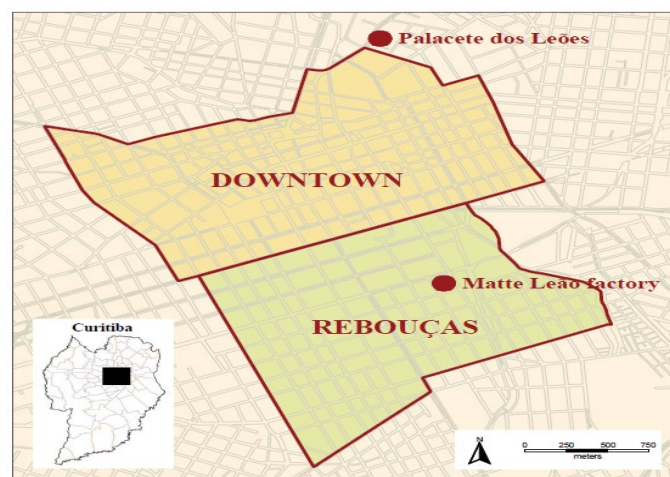 Palacete dos Leões
DOWNTOWN
Matte Leão factory
REBOUÇAS
Curitiba
N
0 250 500 750
meters